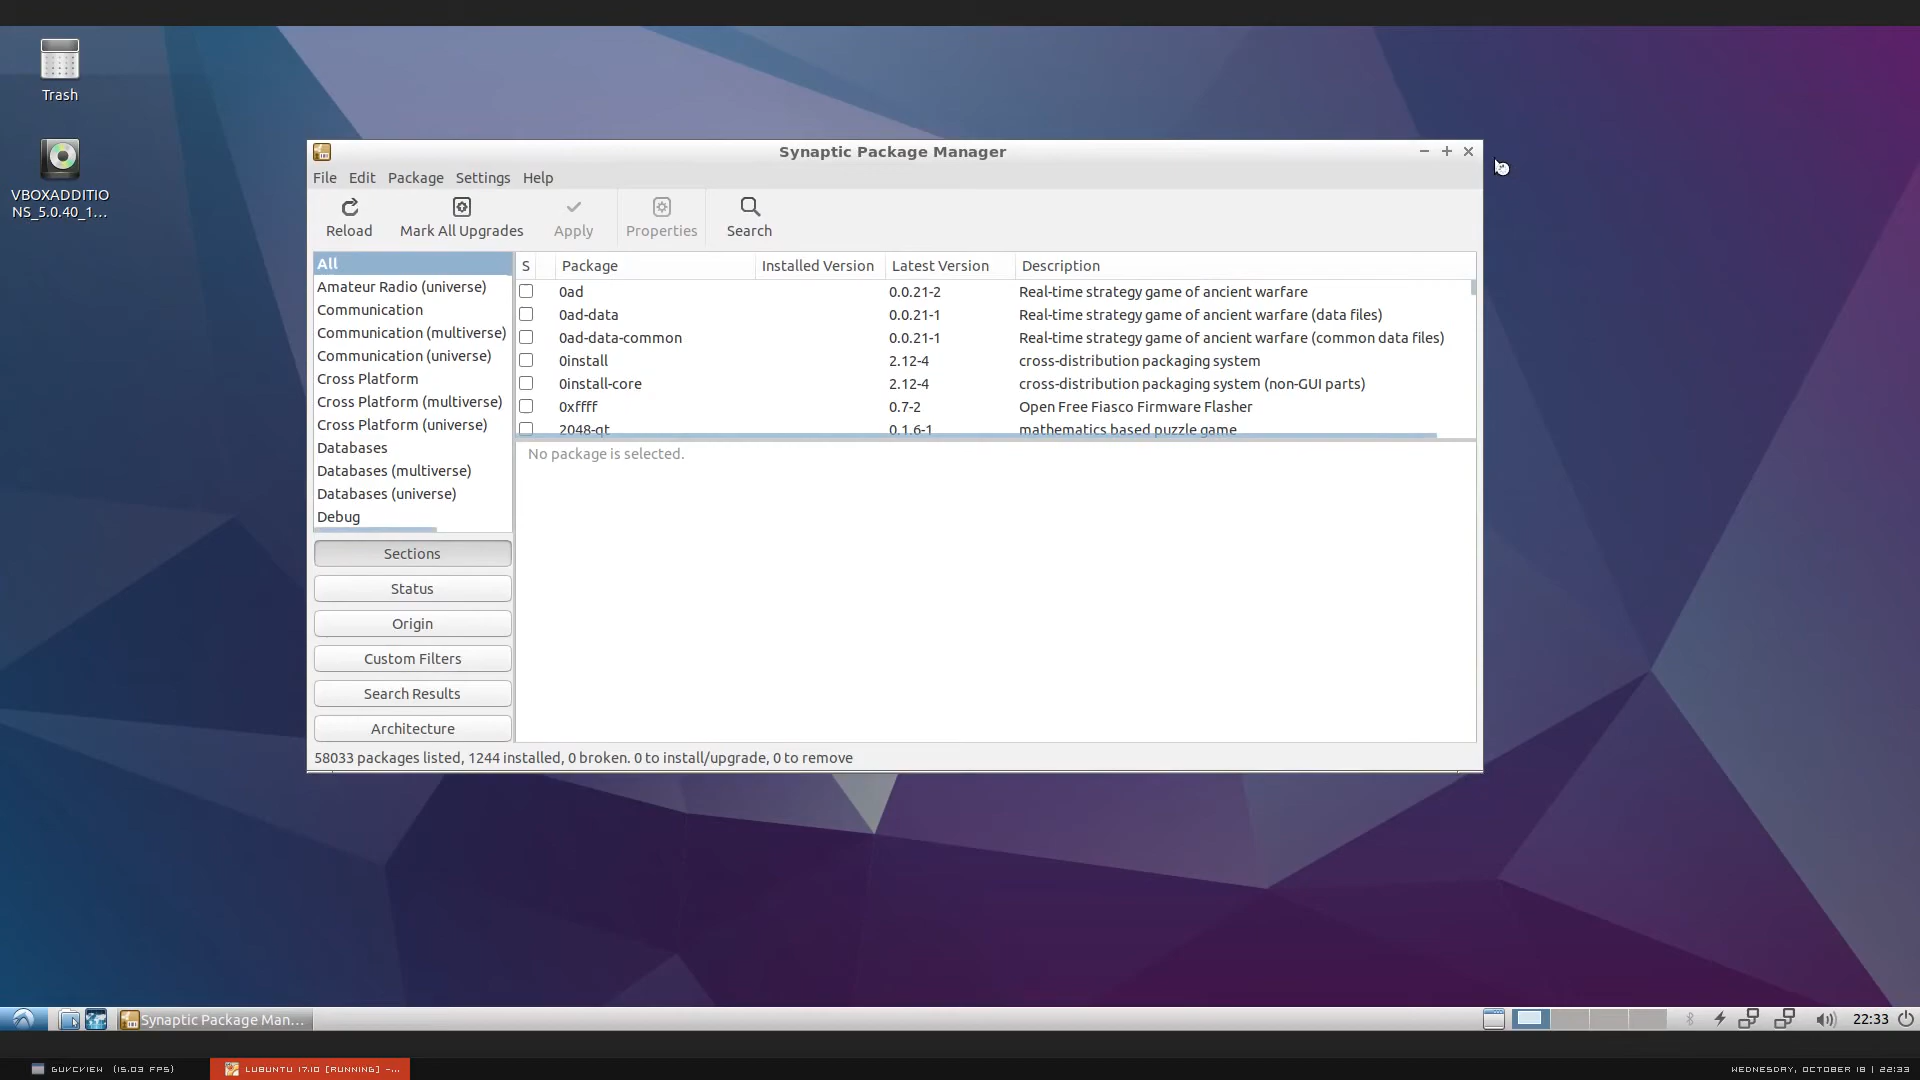 Trash
VBOXADDITIO
NS_5.0.40_1...
Synaptic Package Manager
File Edit Package Settings Help
Reload Mark All Upgrades Apply Properties Search
All
Amateur Radio (universe)
Communication
Communication (multiverse)
Communication (universe)
Cross Platform
Cross Platform (multiverse)
Cross Platform (universe)
Databases
Databases (multiverse)
Databases (universe)
Debug
Sections
Status
Origin
Custom Filters
Search Results
Architecture
S Package Installed Version Latest Version Description
0ad 0.0.21-2 Real-time strategy game of ancient warfare
0ad-data 0.0.21-1 Real-time strategy game of ancient warfare (data files)
0ad-data-common 0.0.21-1 Real-time strategy game of ancient warfare (common data files)
0install 2.12-4 cross-distribution packaging system
0install-core 2.12-4 cross-distribution packaging system (non-GUI parts)
0xffff 0.7-2 Open Free Fiasco Firmware Flasher
2048-qt 0.1.6-1 mathematics based puzzle game
No package is selected.
58033 packages listed, 1244 installed, 0 broken. 0 to install/upgrade, 0 to remove
Synaptic Package Man... 22:33
GUVCVIEW (15.03 FPS) LUBUNTU 17.10 [RUNNING] -... WEDNESDAY, OCTOBER 18 | 22:33